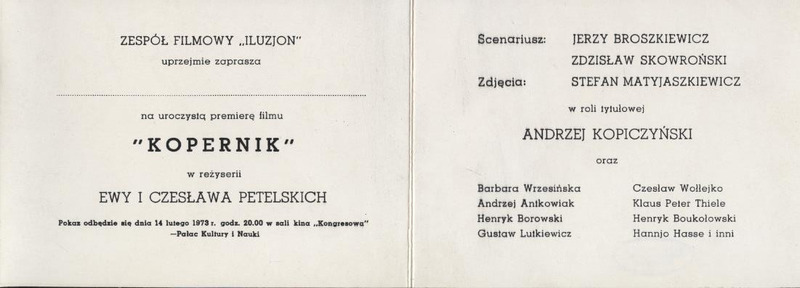 ZESPÓŁ FILMOWY „ILUZJON"
uprzejmie zaprasza
na uroczystą premierę filmu
"KOPERNIK"
w reżyserii
EWY I CZESŁAWA PETELSKICH
Pokaz odbędzie się dnia 14 lutego 1973 r. godz. 20.00 w sali kina „Kongresowa"
—Pałac Kultury i Nauki
Scenariusz: JERZY BROSZKIEWICZ
ZDZISŁAW SKOWROŃSKI
Zdjęcia: STEFAN MATYJASZKIEWICZ
w roli tytułowej
ANDRZEJ KOPICZYŃSKI
oraz
Barbara Wrzesińska Czesław Wołłejko
Andrzej Antkowiak Klaus Peter Thiele
Henryk Borowski Henryk Boukołowski
Gustaw Lutkiewicz Hannjo Hasse i inni